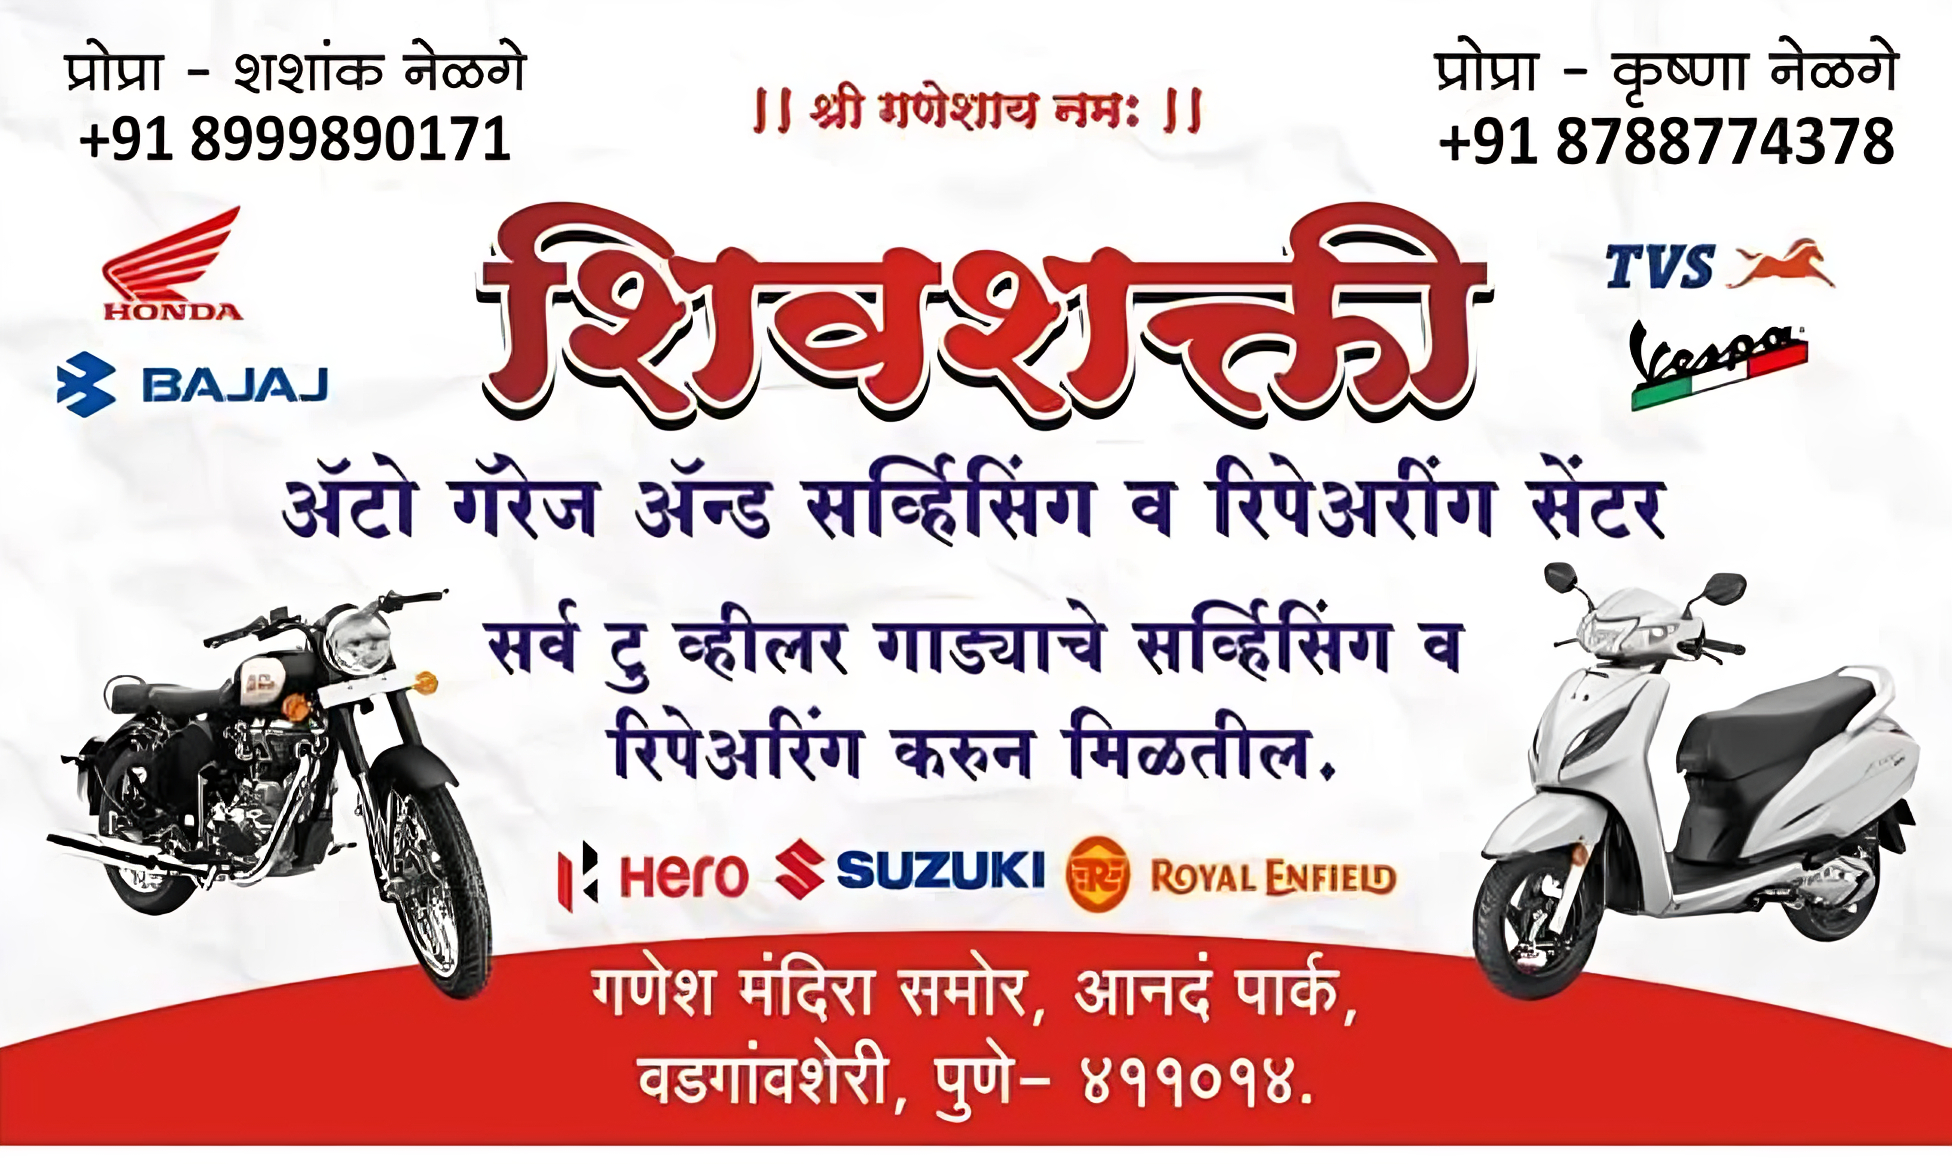 प्रोप्रा - शशांक नेळगे
+91 8999890171
|| श्री गणेशाय नमः ||
प्रोप्रा - कृष्णा नेळगे
+91 8788774378
HONDA
BAJAJ
शिवशक्ती
TVS
Vespa
ॲटो गॅरेज ॲन्ड सर्व्हिसिंग व रिपेअरींग सेंटर
सर्व टु व्हीलर गाड्याचे सर्व्हिसिंग व
रिपेअरिंग करुन मिळतील.
Hero SUZUKI ROYAL ENFIELD
गणेश मंदिरा समोर, आनदं पार्क,
वडगांवशेरी, पुणे- ४११०१४.